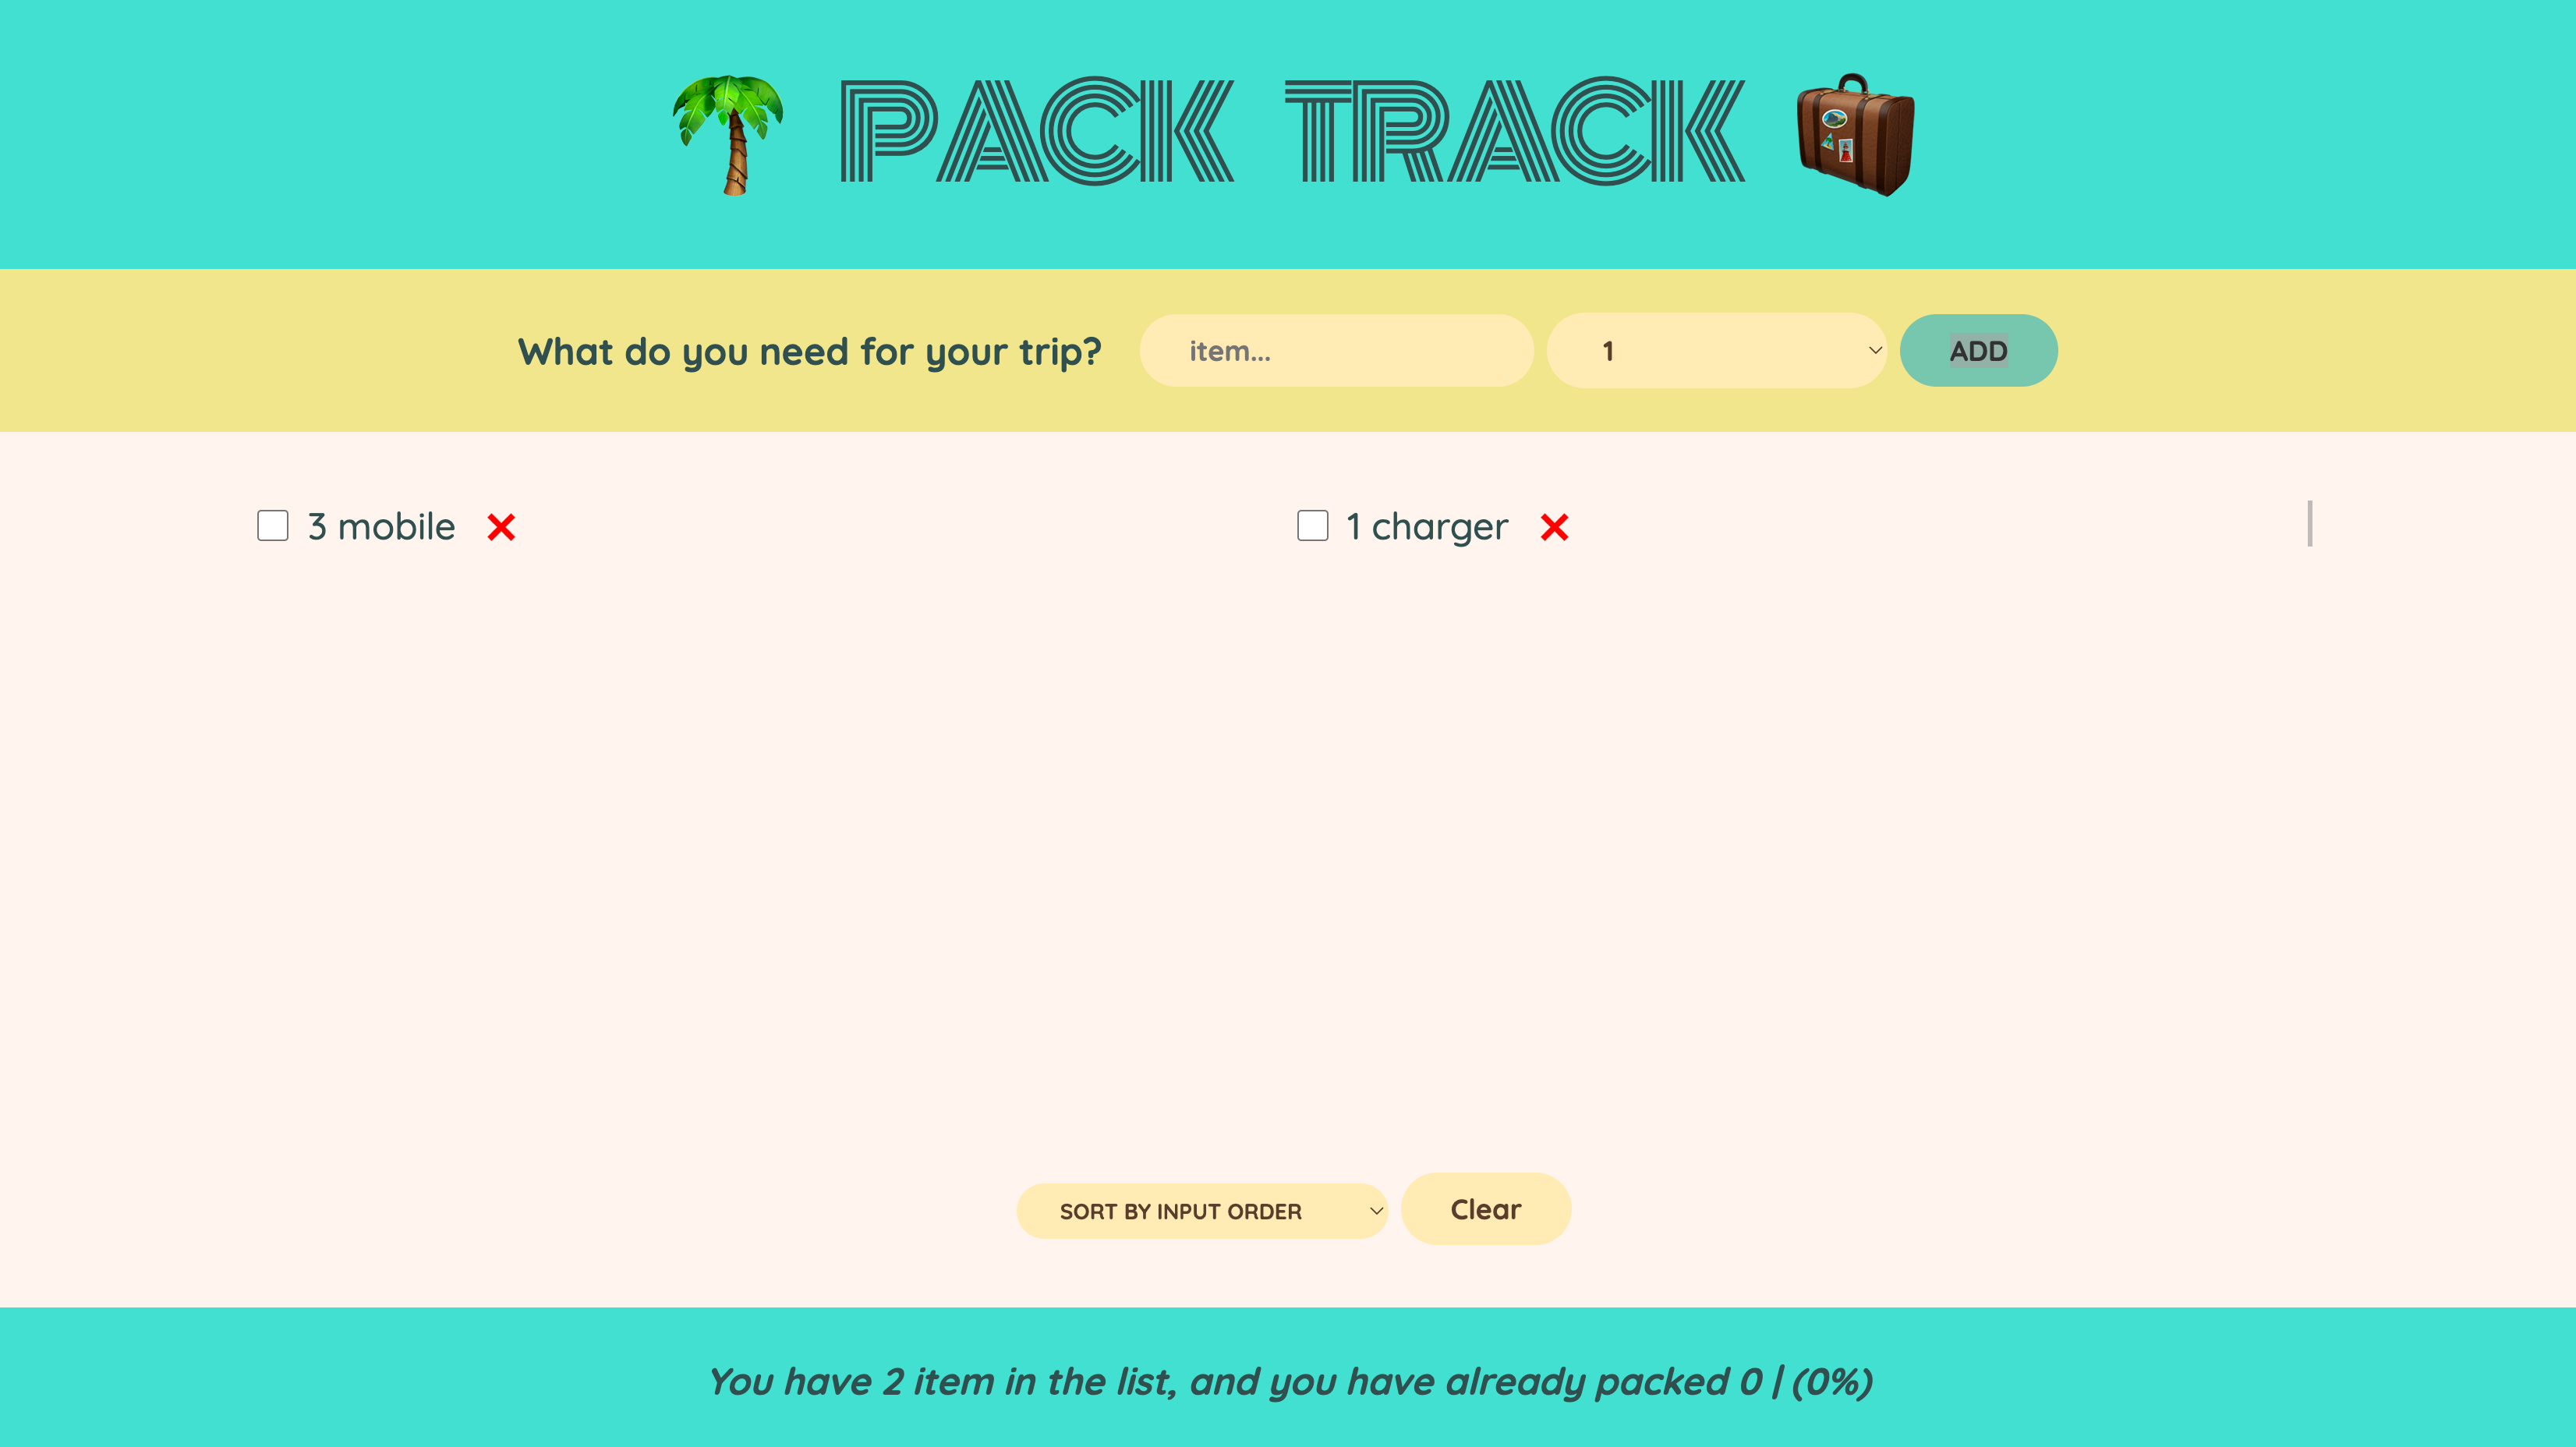 PACK TRACK
What do you need for your trip? item... 1 ADD
3 mobile 1 charger
SORT BY INPUT ORDER Clear
You have 2 item in the list, and you have already packed 0 | (0%)